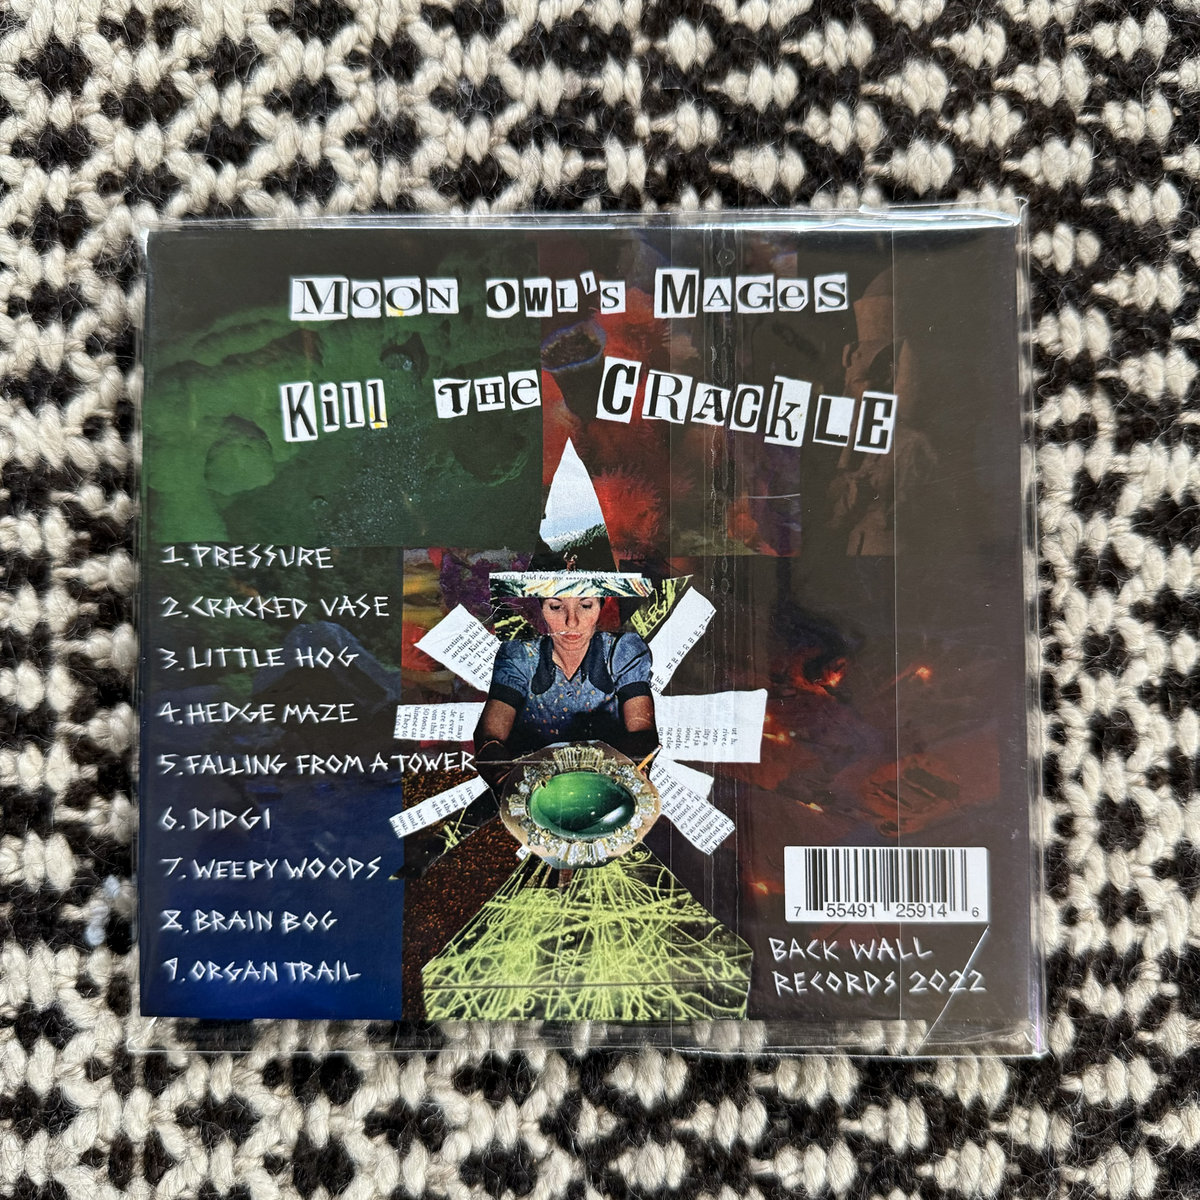 MOON OWL'S MAGES
Kill THE CRACKLE
1. PRESSURE
2. CRACKED VASE
3. LITTLE HOG
4. HEDGE MAZE
5. FALLING FROM A TOWER
6. DIDGI
7. WEEPY WOODS
8. BRAIN BOG
9. ORGAN TRAIL
7 55491 25914 6
BACK WALL
RECORDS 2022